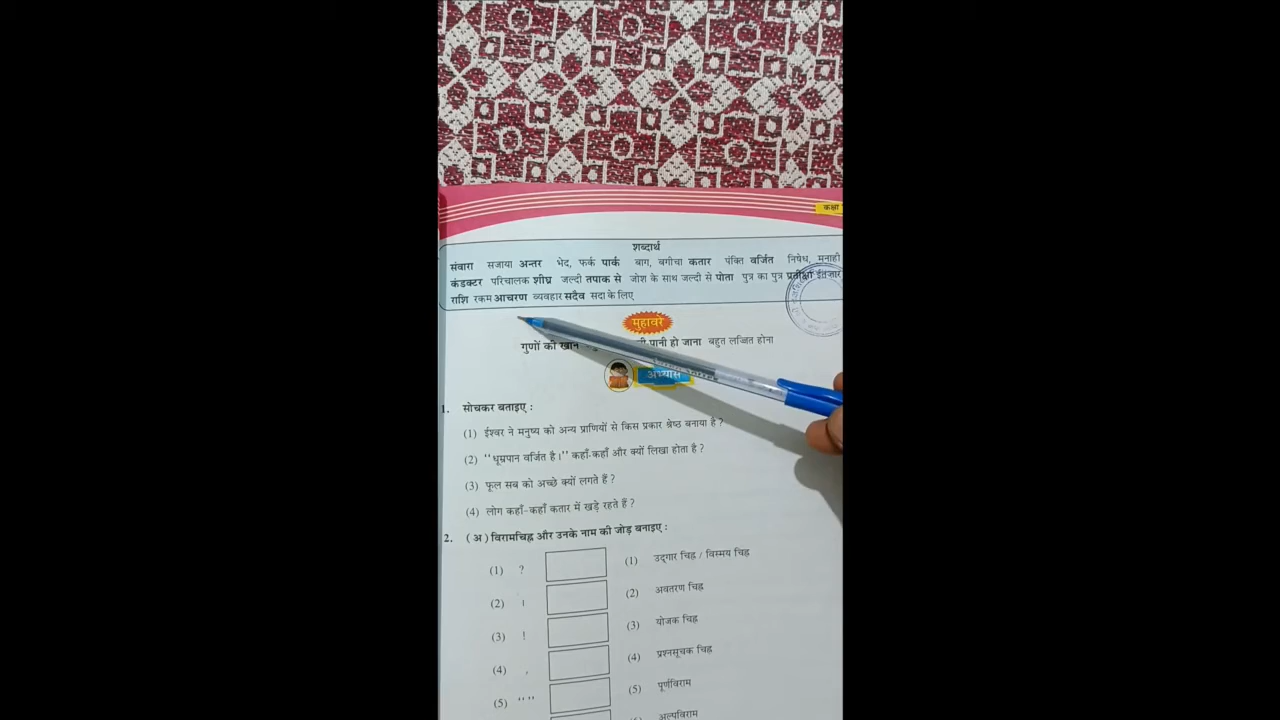 कक्षा
शब्दार्थ
संवारा सजाया अन्तर भेद, फर्क पार्क बाग, बगीचा कतार पंक्ति वर्जित निषेध, मनाही
कंडक्टर परिचालक शीघ्र जल्दी तपाक से जोश के साथ जल्दी से पोता पुत्र का पुत्र प्रतीक्षा इंतजार
राशि रकम आचरण व्यवहार सदैव सदा के लिए
मुहावरे
गुणों की खान पानी हो जाना बहुत लज्जित होना
अभ्यास
1. सोचकर बताइए :
(1) ईश्वर ने मनुष्य को अन्य प्राणियों से किस प्रकार श्रेष्ठ बनाया है ?
(2) ‘‘धूम्रपान वर्जित है।’’ कहाँ-कहाँ और क्यों लिखा होता है ?
(3) फूल सब को अच्छे क्यों लगते हैं ?
(4) लोग कहाँ-कहाँ कतार में खड़े रहते हैं ?
2. (अ) विरामचिह्न और उनके नाम की जोड़ बनाइए :
(1) ? (1) उद्गार चिह्न / विस्मय चिह्न
(2) । (2) अवतरण चिह्न
(3) ! (3) योजक चिह्न
(4) , (4) प्रश्नसूचक चिह्न
(5) ‘‘ ’’ (5) पूर्णविराम
अल्पविराम